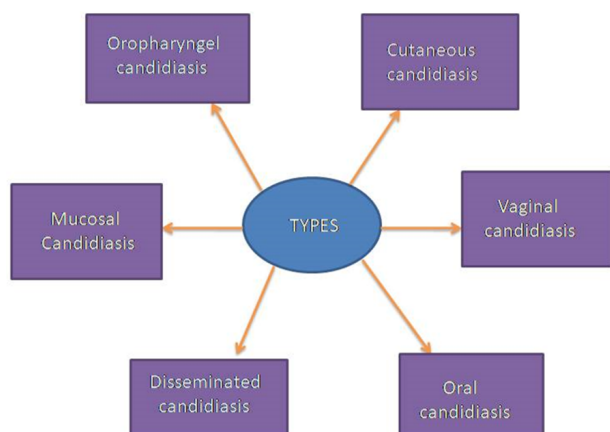 Oropharyngel
candidiasis
Cutaneous
candidiasis
Mucosal
Candidiasis
TYPES
Vaginal
candidiasis
Disseminated
candidiasis
Oral
candidiasis